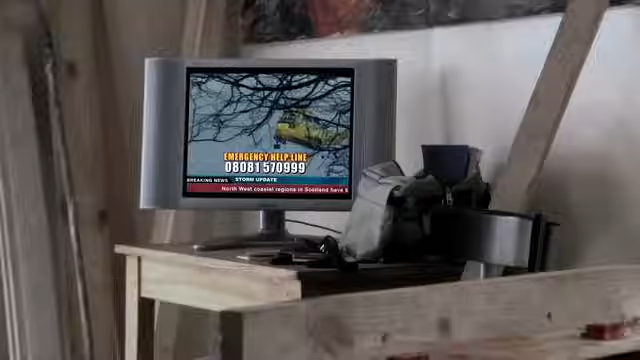 EMERGENCY HELP LINE
08081 570999
BREAKING NEWS STORM UPDATE
North West coastal regions in Scotland have